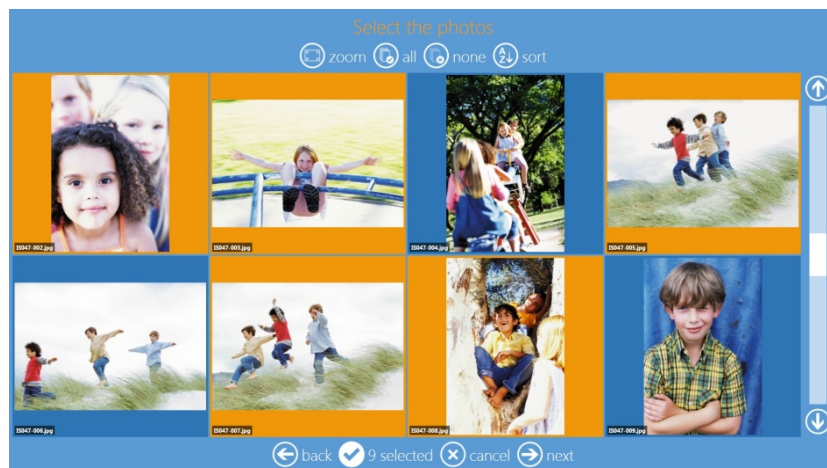 Select the photos
zoom all none sort
IS047-002.jpg IS047-003.jpg IS047-004.jpg IS047-005.jpg
IS047-006.jpg IS047-007.jpg IS047-008.jpg IS047-009.jpg
back 9 selected cancel next